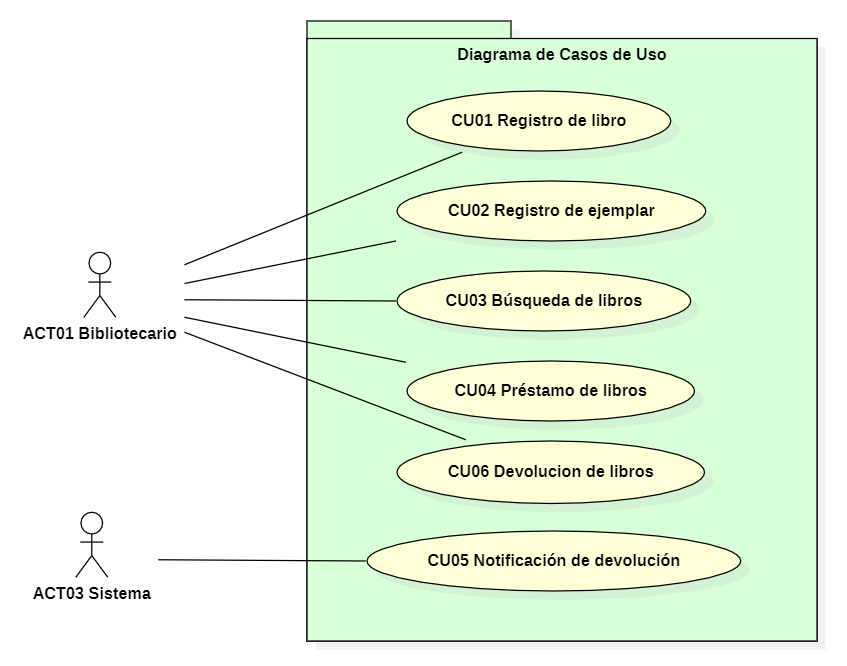 Diagrama de Casos de Uso
CU01 Registro de libro
CU02 Registro de ejemplar
CU03 Búsqueda de libros
ACT01 Bibliotecario
CU04 Préstamo de libros
CU06 Devolucion de libros
CU05 Notificación de devolución
ACT03 Sistema